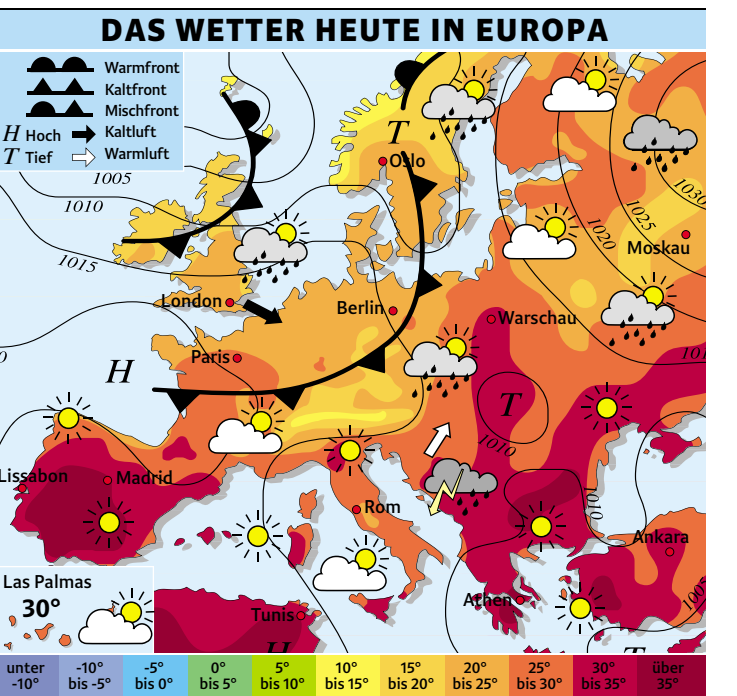 DAS WETTER HEUTE IN EUROPA
Warmfront
Kaltfront
Mischfront
H Hoch Kaltluft
T Tief Warmluft
1005
1010
1015
T
Oslo
1030
1025
1020
Moskau
London
Berlin
Warschau
Paris
H
T
1010
Lissabon
Madrid
Rom
1010
Ankara
Las Palmas
30°
Tunis
Athen
1005
H
T
unter -10°
-10° bis -5°
-5° bis 0°
0° bis 5°
5° bis 10°
10° bis 15°
15° bis 20°
20° bis 25°
25° bis 30°
30° bis 35°
über 35°